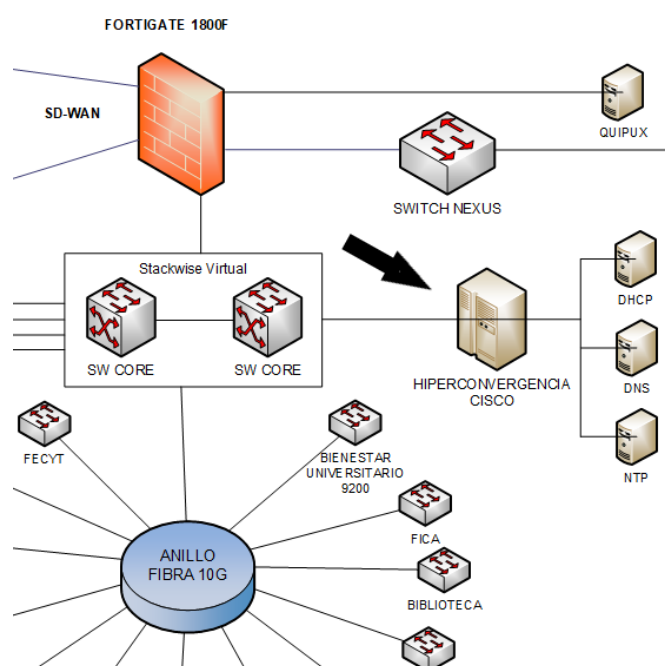 FORTIGATE 1800F
SD-WAN
QUIPUX
SWITCH NEXUS
Stackwise Virtual
SW CORE
SW CORE
HIPERCONVERGENCIA
CISCO
DHCP
DNS
NTP
FECYT
BIENESTAR
UNIVERSITARIO
9200
FICA
ANILLO
FIBRA 10G
BIBLIOTECA